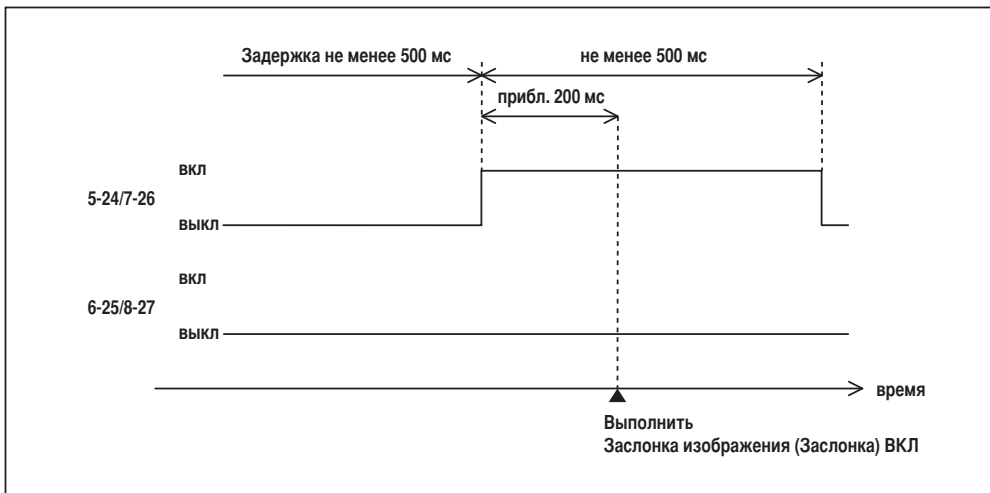 Задержка не менее 500 мс
не менее 500 мс
прибл. 200 мс
ВКЛ
5-24/7-26
ВЫКЛ
ВКЛ
6-25/8-27
ВЫКЛ
время
Выполнить
Заслонка изображения (Заслонка) ВКЛ